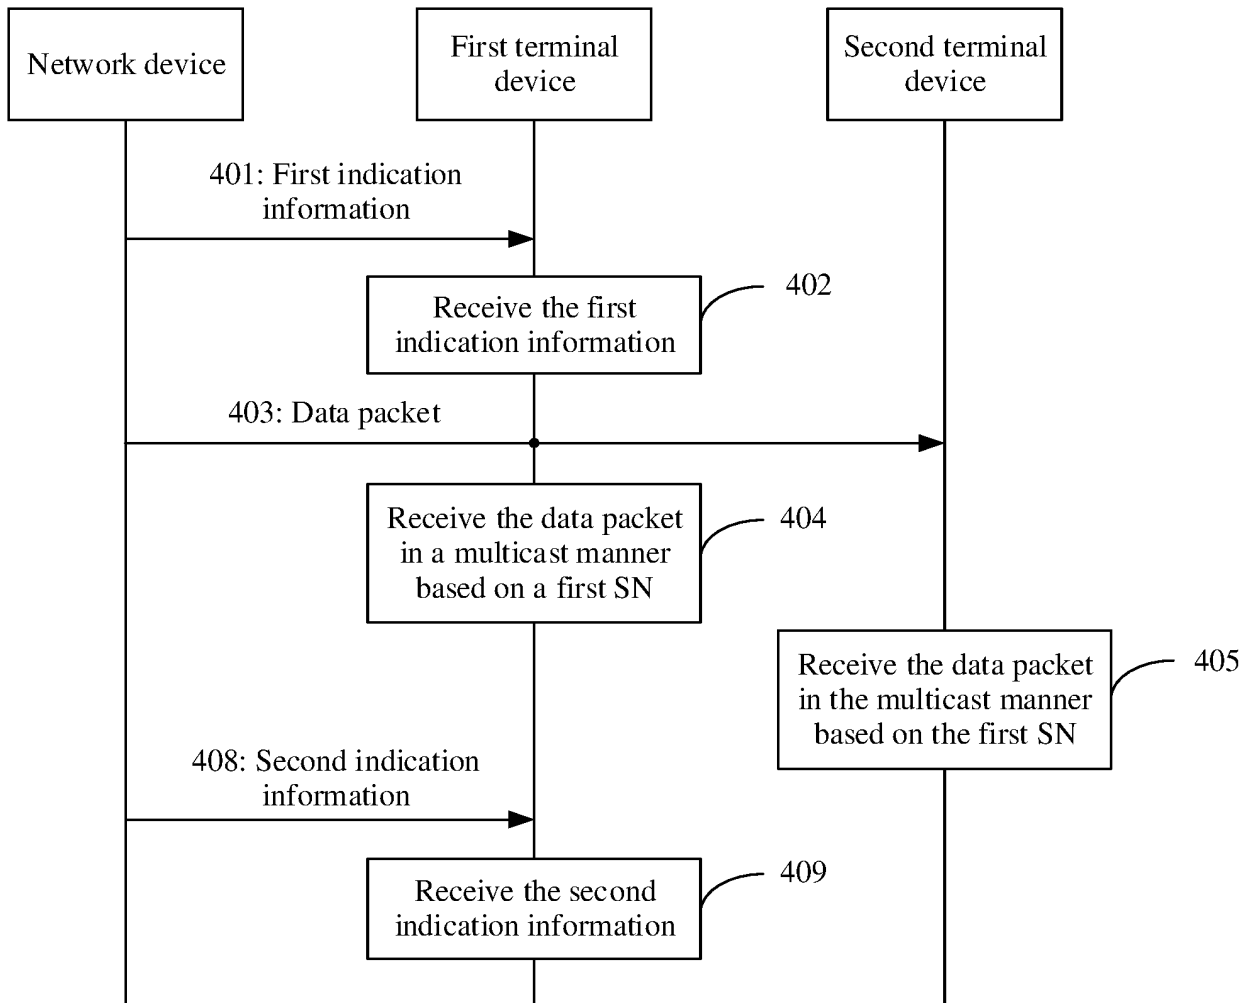 Network device
First terminal
device
Second terminal
device
401: First indication
information
Receive the first
indication information
402
403: Data packet
Receive the data packet
in a multicast manner
based on a first SN
404
Receive the data packet
in the multicast manner
based on the first SN
405
408: Second indication
information
Receive the second
indication information
409